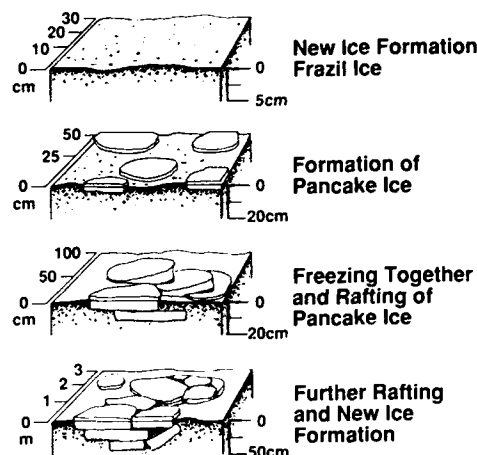 30
20
10
0
cm
0
5cm
New Ice Formation
Frazil Ice
50
25
0
cm
0
20cm
Formation of
Pancake Ice
100
50
0
cm
0
20cm
Freezing Together
and Rafting of
Pancake Ice
3
2
1
0
m
0
50cm
Further Rafting
and New Ice
Formation